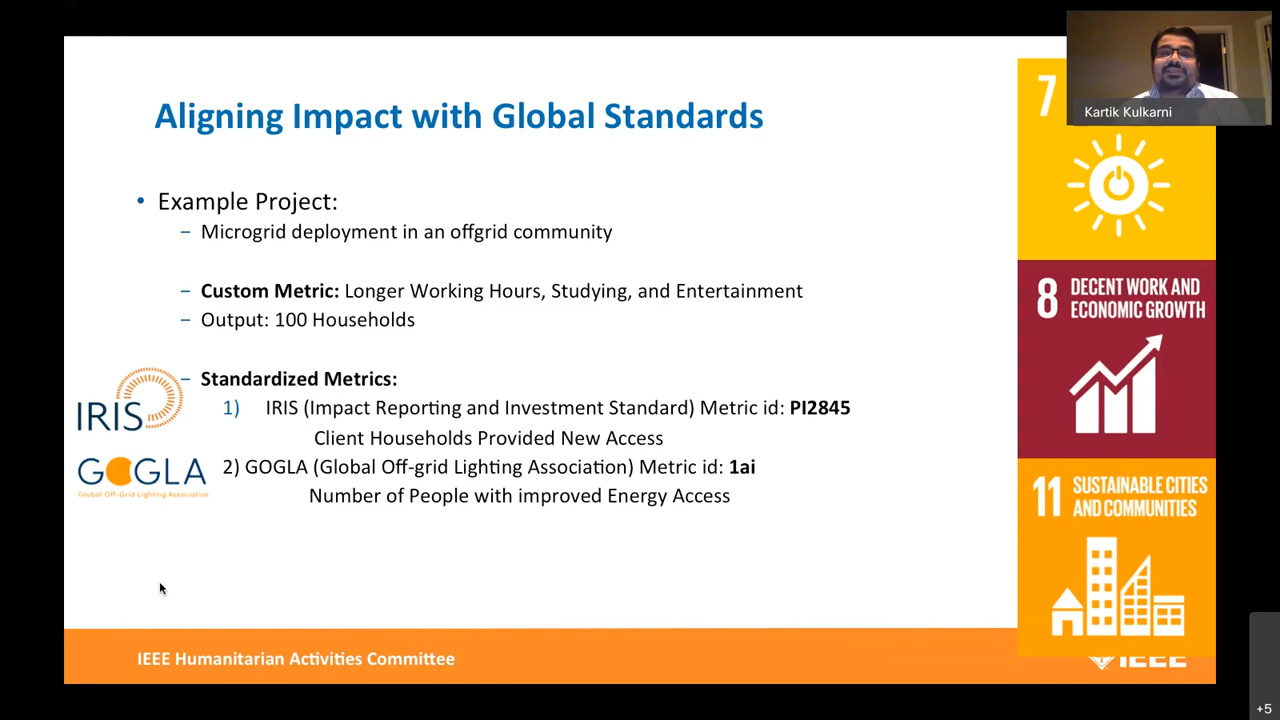 Aligning Impact with Global Standards
• Example Project:
– Microgrid deployment in an offgrid community
– Custom Metric: Longer Working Hours, Studying, and Entertainment
– Output: 100 Households
– Standardized Metrics:
1) IRIS (Impact Reporting and Investment Standard) Metric id: PI2845
Client Households Provided New Access
2) GOGLA (Global Off-grid Lighting Association) Metric id: 1ai
Number of People with improved Energy Access
IRIS
GOGLA
Global Off-Grid Lighting Association
7
8 DECENT WORK AND
ECONOMIC GROWTH
11 SUSTAINABLE CITIES
AND COMMUNITIES
Kartik Kulkarni
IEEE Humanitarian Activities Committee
IEEE
+5